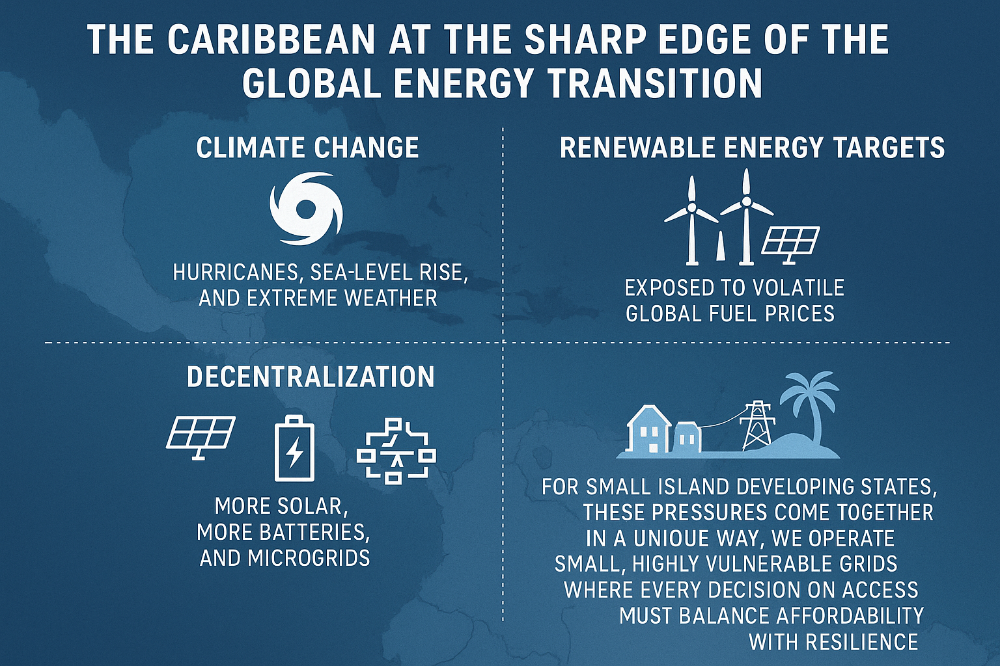 THE CARIBBEAN AT THE SHARP EDGE OF THE
GLOBAL ENERGY TRANSITION
CLIMATE CHANGE
HURRICANES, SEA-LEVEL RISE,
AND EXTREME WEATHER
RENEWABLE ENERGY TARGETS
EXPOSED TO VOLATILE
GLOBAL FUEL PRICES
DECENTRALIZATION
MORE SOLAR,
MORE BATTERIES,
AND MICROGRIDS
FOR SMALL ISLAND DEVELOPING STATES,
THESE PRESSURES COME TOGETHER
IN A UNIOUE WAY, WE OPERATE
SMALL, HIGHLY VULNERABLE GRIDS
WHERE EVERY DECISION ON ACCESS
MUST BALANCE AFFORDABILITY
WITH RESILIENCE